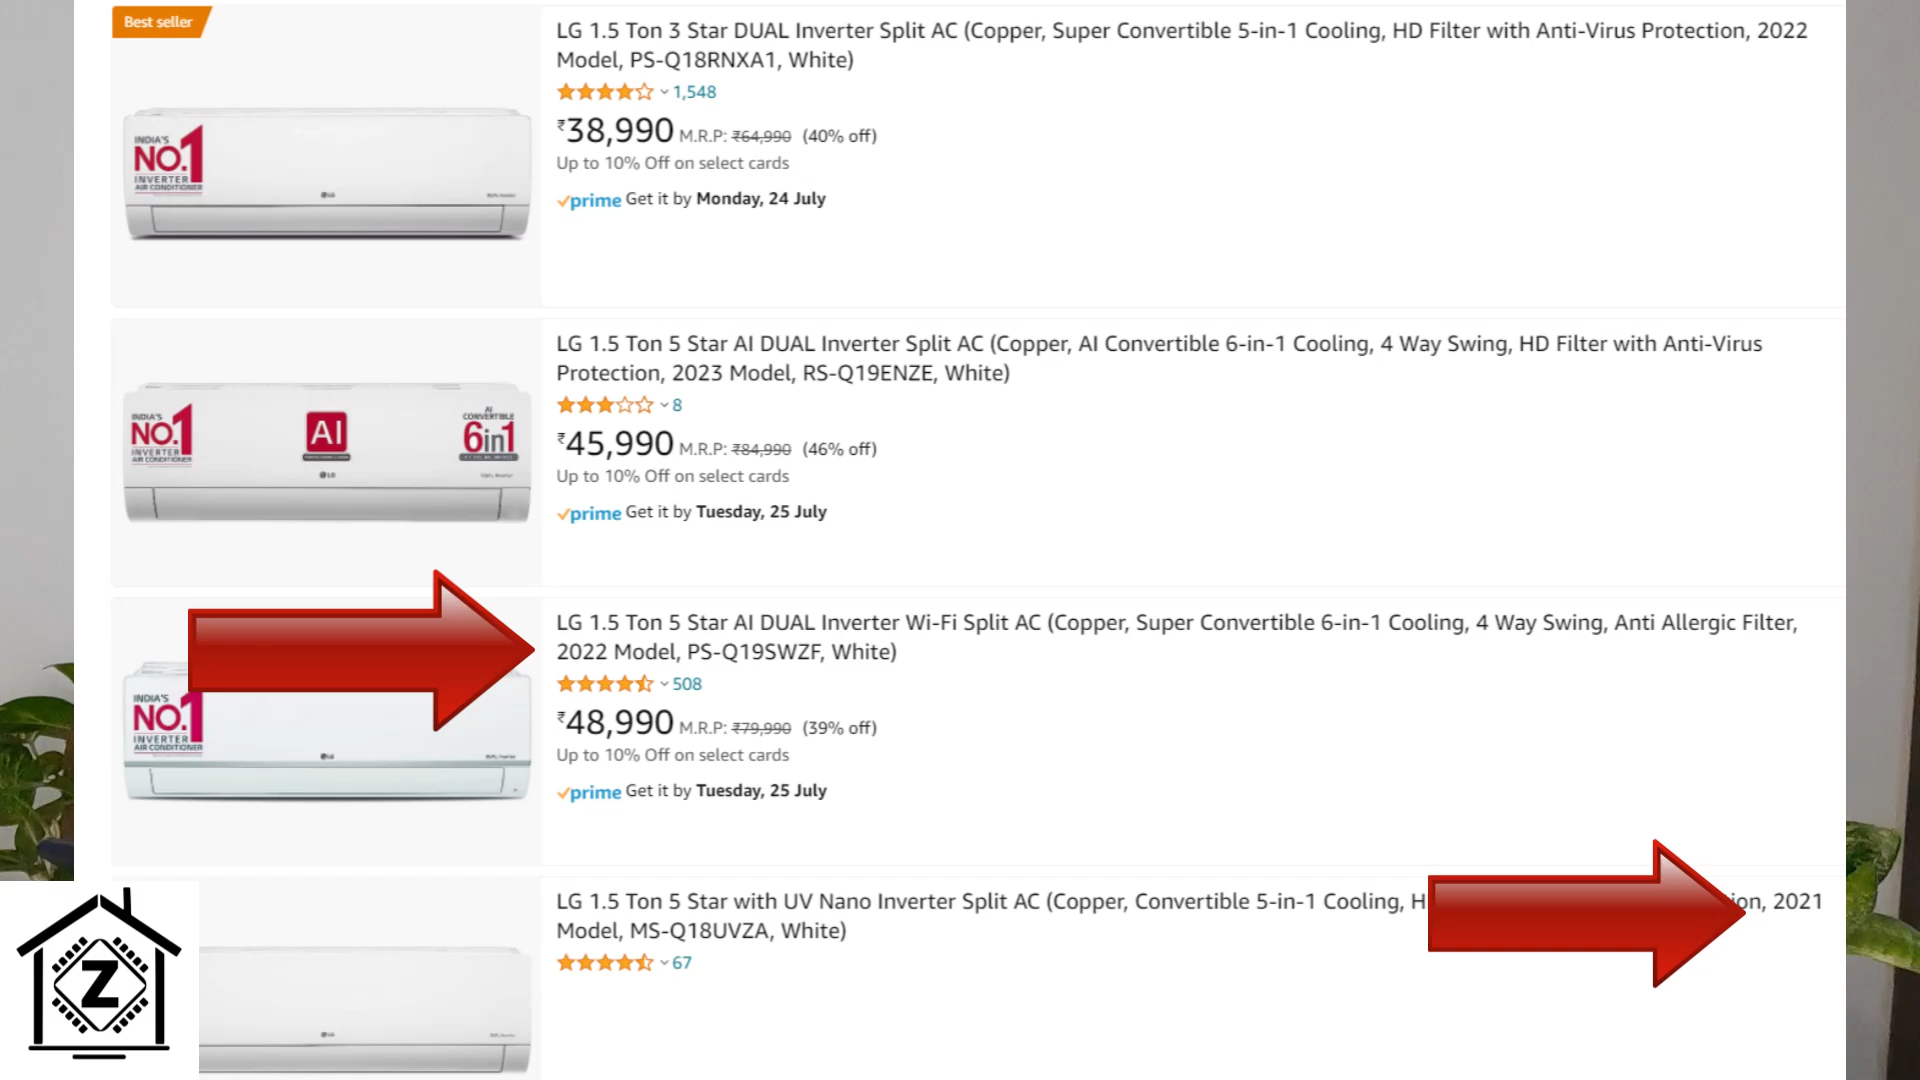 Best seller
LG 1.5 Ton 3 Star DUAL Inverter Split AC (Copper, Super Convertible 5-in-1 Cooling, HD Filter with Anti-Virus Protection, 2022
Model, PS-Q18RNXA1, White)
1,548
₹38,990 M.R.P: ₹64,990 (40% off)
Up to 10% Off on select cards
prime Get it by Monday, 24 July
INDIA'S
NO.1
INVERTER
AIR CONDITIONER
LG
LG 1.5 Ton 5 Star AI DUAL Inverter Split AC (Copper, AI Convertible 6-in-1 Cooling, 4 Way Swing, HD Filter with Anti-Virus
Protection, 2023 Model, RS-Q19ENZE, White)
8
₹45,990 M.R.P: ₹84,990 (46% off)
Up to 10% Off on select cards
prime Get it by Tuesday, 25 July
INDIA'S
NO.1
INVERTER
AIR CONDITIONER
AI
AI
CONVERTIBLE
6in1
LG
LG 1.5 Ton 5 Star AI DUAL Inverter Wi-Fi Split AC (Copper, Super Convertible 6-in-1 Cooling, 4 Way Swing, Anti Allergic Filter,
2022 Model, PS-Q19SWZF, White)
508
₹48,990 M.R.P: ₹79,990 (39% off)
Up to 10% Off on select cards
prime Get it by Tuesday, 25 July
INDIA'S
NO.1
INVERTER
AIR CONDITIONER
LG
LG 1.5 Ton 5 Star with UV Nano Inverter Split AC (Copper, Convertible 5-in-1 Cooling, 2021
Model, MS-Q18UVZA, White)
67
LG
Z